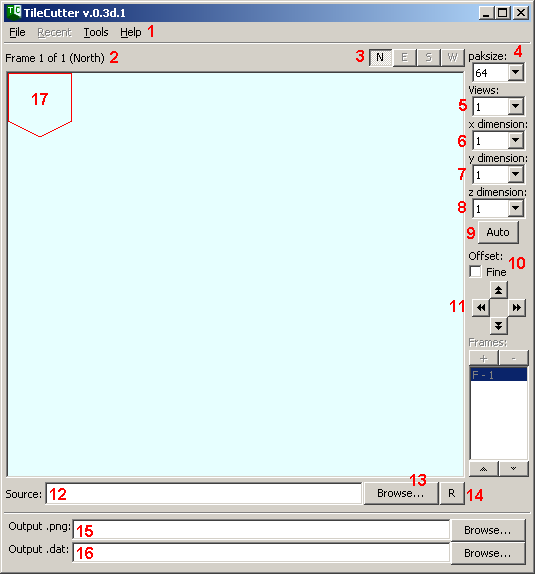 TC TileCutter v.0.3d.1
File Recent Tools Help 1
Frame 1 of 1 (North) 2 3 N E S W
paksize: 4
64
Views:
5 1
x dimension:
6 1
y dimension:
7 1
z dimension:
8 1
9 Auto
Offset:
Fine 10
11
Frames:
+ -
F - 1
17
Source: 12 Browse... 13 R 14
Output .png: 15 Browse...
Output .dat: 16 Browse...